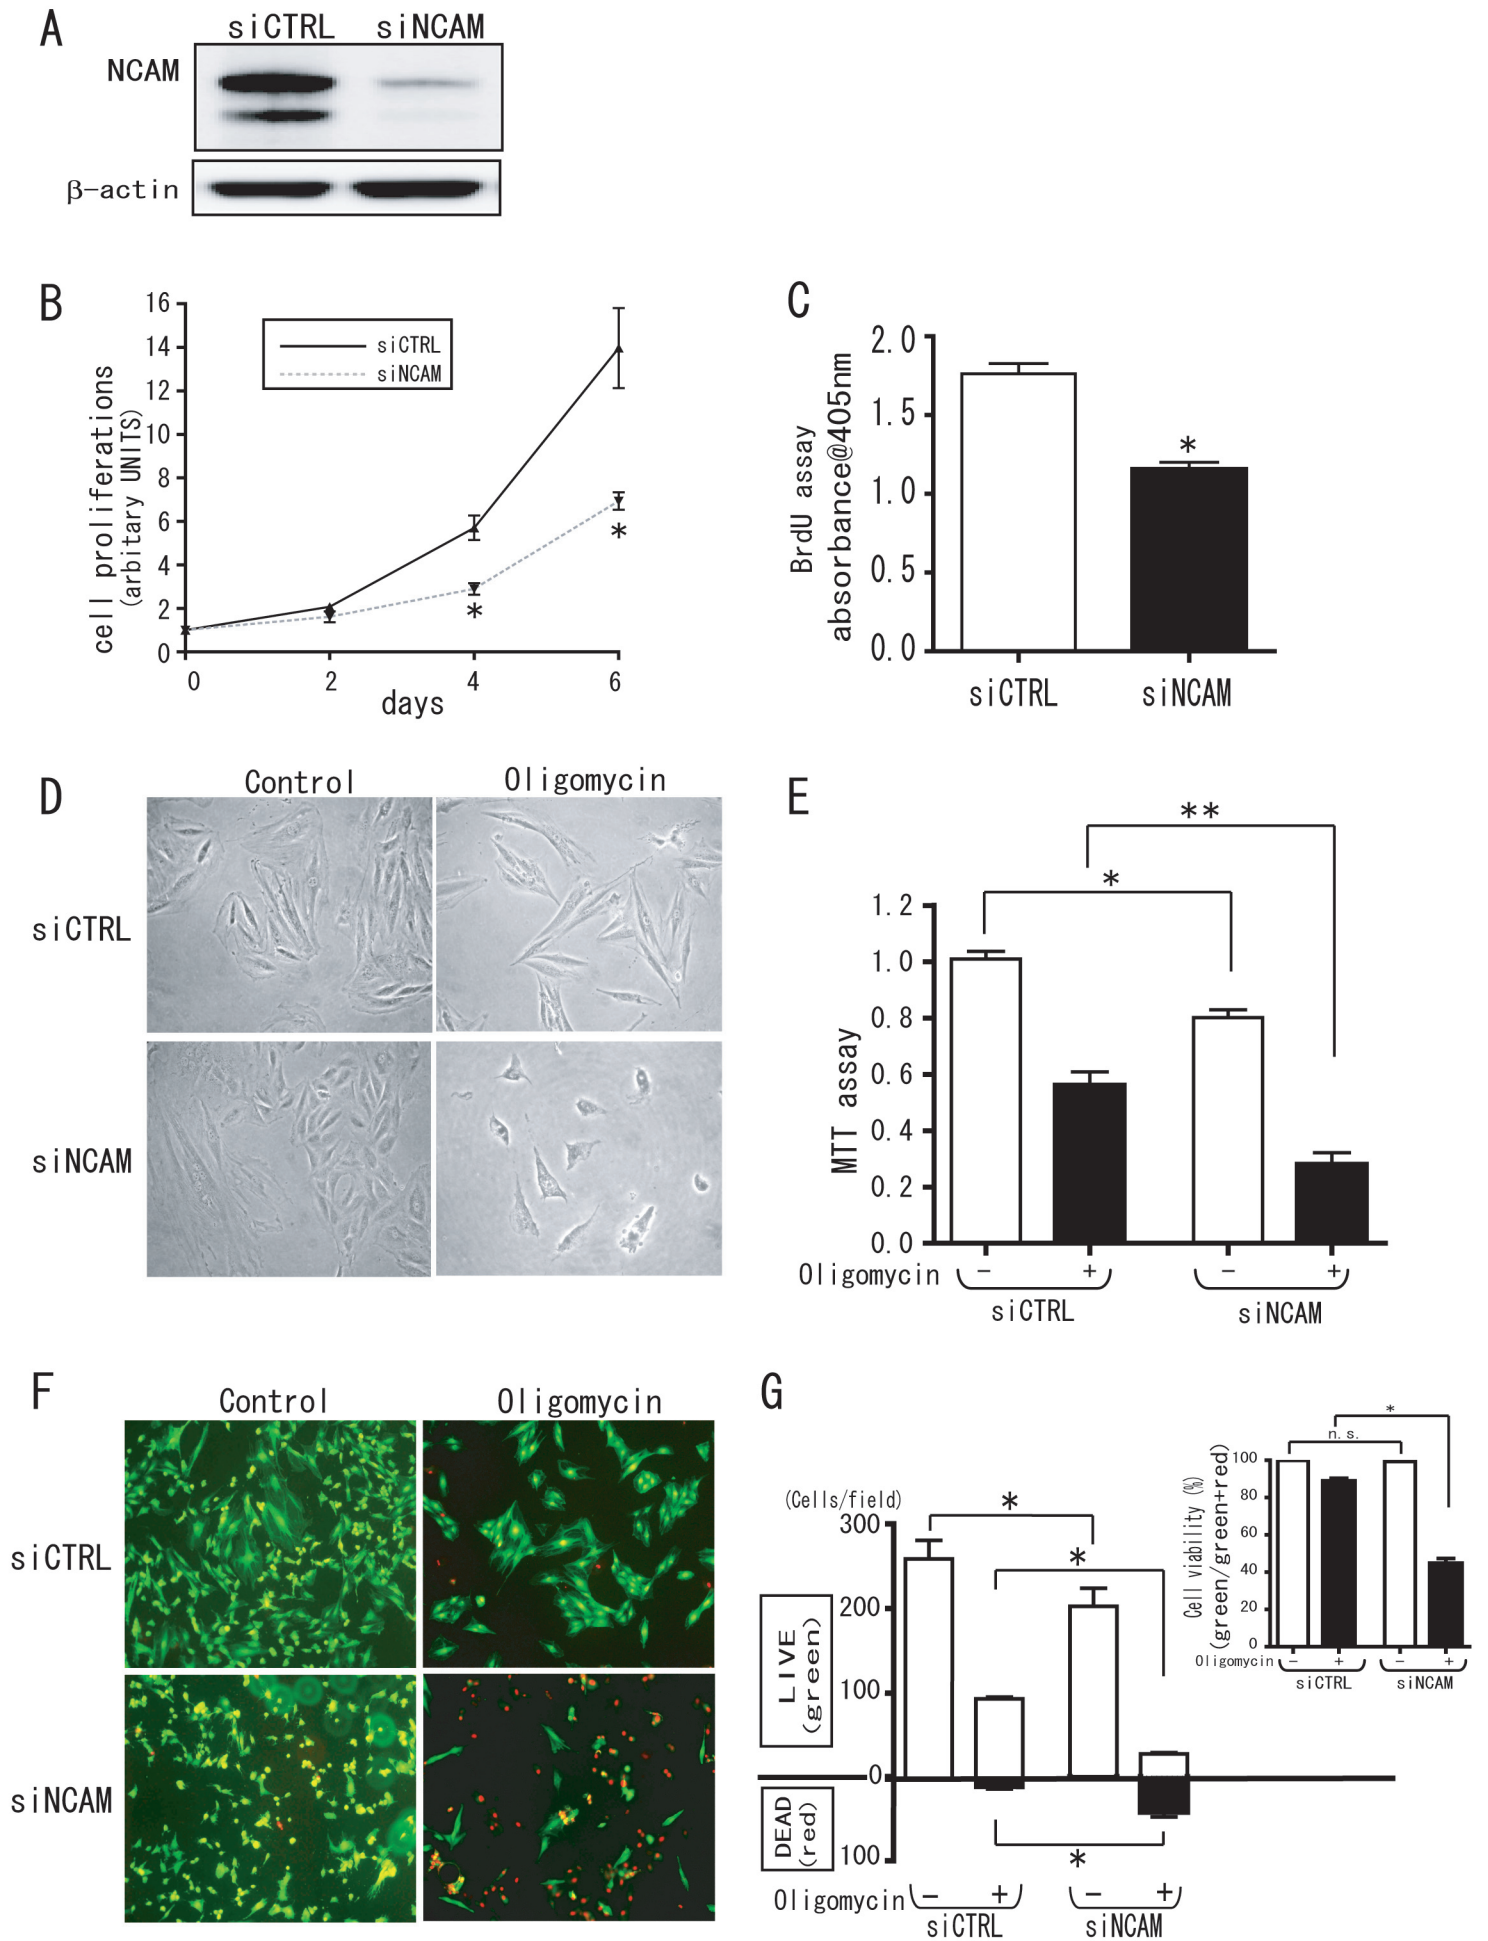 A
siCTRL siNCAM
NCAM
β-actin
B
16
14
12
10
8
6
4
2
0
cell proliferations
(arbitary UNITS)
siCTRL
siNCAM
*
*
0 2 4 6
days
C
2.0
1.5
1.0
0.5
0.0
BrdU assay
absorbance@405nm
*
siCTRL siNCAM
D
Control Oligomycin
siCTRL
siNCAM
E
**
*
1.2
1.0
0.8
0.6
0.4
0.2
0.0
MTT assay
Oligomycin − + − +
siCTRL siNCAM
F
Control Oligomycin
siCTRL
siNCAM
G
(Cells/field)
300
200
100
0
100
LIVE
(green)
DEAD
(red)
*
*
*
Oligomycin − + − +
siCTRL siNCAM
*
n.s.
Cell viability (%)
(green/green+red)
100
80
60
40
20
0
Oligomycin − + − +
siCTRL siNCAM